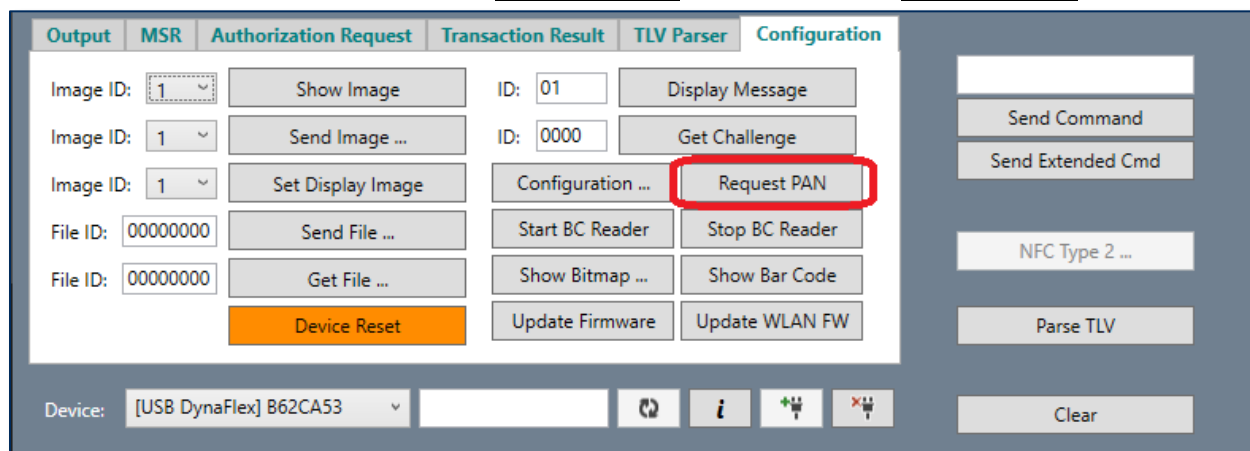 Output MSR Authorization Request Transaction Result TLV Parser Configuration
Image ID: 1 Show Image ID: 01 Display Message
Image ID: 1 Send Image ... ID: 0000 Get Challenge
Image ID: 1 Set Display Image Configuration ... Request PAN
File ID: 00000000 Send File ... Start BC Reader Stop BC Reader
File ID: 00000000 Get File ... Show Bitmap ... Show Bar Code
Device Reset Update Firmware Update WLAN FW
Send Command
Send Extended Cmd
NFC Type 2 ...
Parse TLV
Device: [USB DynaFlex] B62CA53 i
Clear